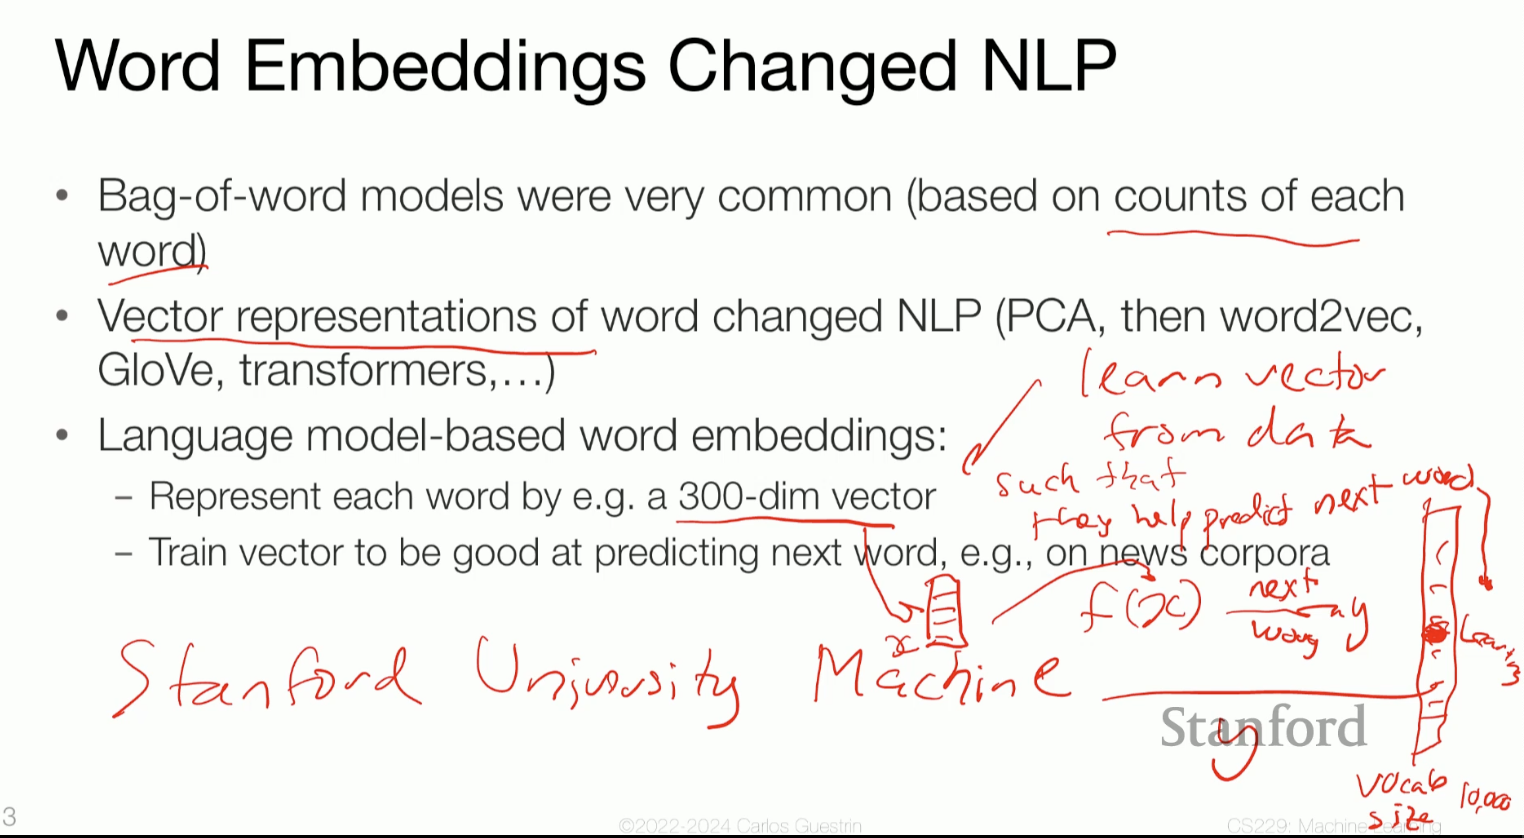 Word Embeddings Changed NLP
• Bag-of-word models were very common (based on counts of each
word)
• Vector representations of word changed NLP (PCA, then word2vec,
GloVe, transformers,…)
learn vector
from data
• Language model-based word embeddings:
– Represent each word by e.g. a 300-dim vector
such that
they help predict next word
– Train vector to be good at predicting next word, e.g., on news corpora
x
f(x) next word y
Learning
Stanford University Machine
y
Stanford
vocab size 10,000
3
©2022-2024 Carlos Guestrin
CS229: Machine Learning